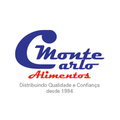 Monte
Carlo
Alimentos
Distribuindo Qualidade e Confiança
desde 1994